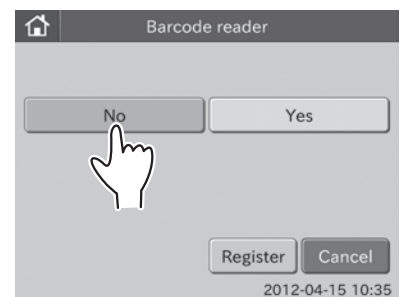 Barcode reader
No Yes
Register Cancel
2012-04-15 10:35